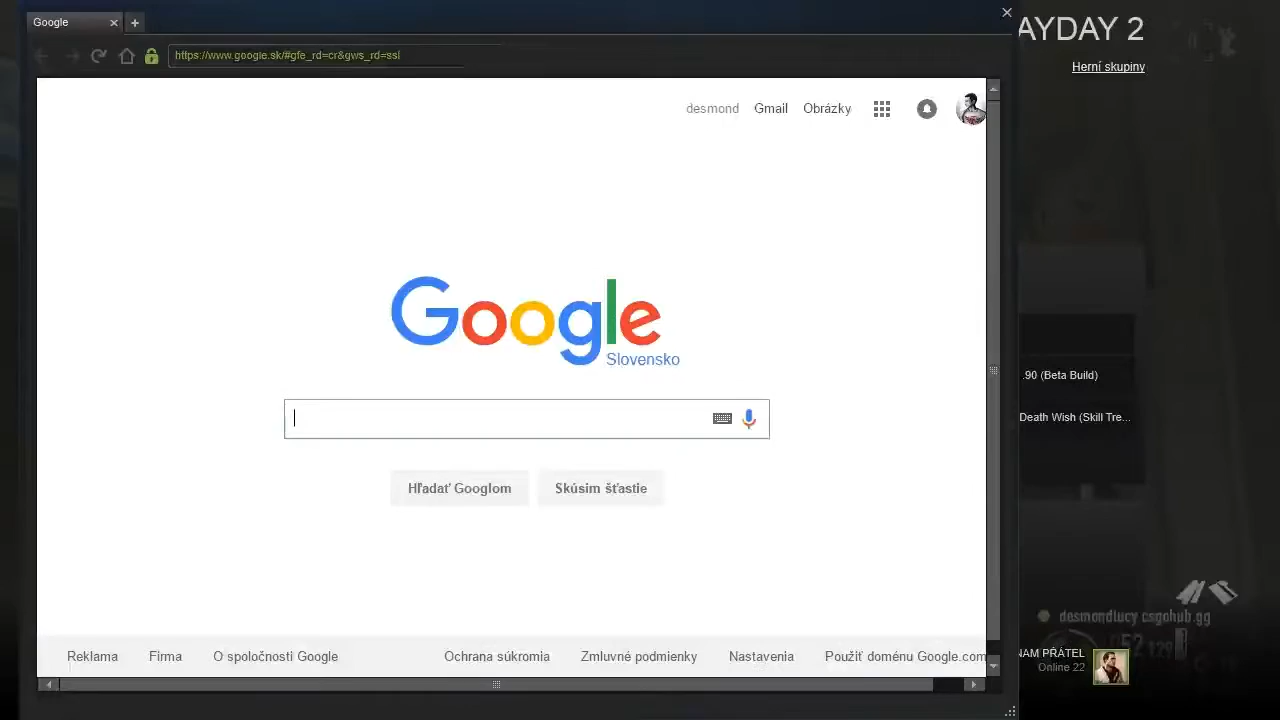 Google
AYDAY 2
https://www.google.sk/#gfe_rd=cr&gws_rd=ssl
Herní skupiny
desmond Gmail Obrázky
Google
Slovensko
.90 (Beta Build)
Death Wish (Skill Tre...
Hľadať Googlom Skúsim šťastie
desmondlucy csgohub.gg
129
Reklama Firma O spoločnosti Google Ochrana súkromia Zmluvné podmienky Nastavenia Použiť doménu Google.com
NAM PŘÁTEL
Online 22